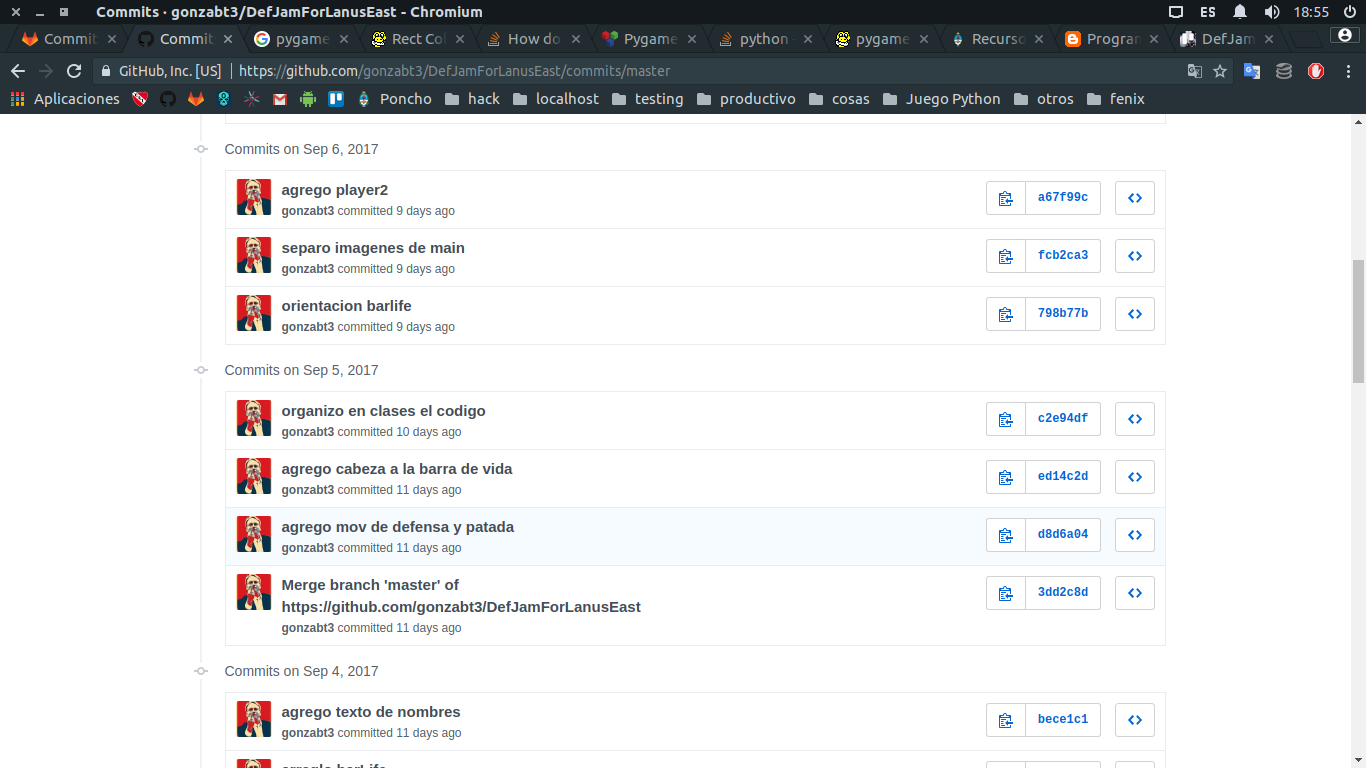 Commits · gonzabt3/DefJamForLanusEast - Chromium
ES 18:55
Commit Commit pygame Rect Col How do Pygame python pygame Recurso Program DefJam
GitHub, Inc. [US] https://github.com/gonzabt3/DefJamForLanusEast/commits/master
Aplicaciones Poncho hack localhost testing productivo cosas Juego Python otros fenix
Commits on Sep 6, 2017
agrego player2
gonzabt3 committed 9 days ago
a67f99c
separo imagenes de main
gonzabt3 committed 9 days ago
fcb2ca3
orientacion barlife
gonzabt3 committed 9 days ago
798b77b
Commits on Sep 5, 2017
organizo en clases el codigo
gonzabt3 committed 10 days ago
c2e94df
agrego cabeza a la barra de vida
gonzabt3 committed 11 days ago
ed14c2d
agrego mov de defensa y patada
gonzabt3 committed 11 days ago
d8d6a04
Merge branch 'master' of
https://github.com/gonzabt3/DefJamForLanusEast
gonzabt3 committed 11 days ago
3dd2c8d
Commits on Sep 4, 2017
agrego texto de nombres
gonzabt3 committed 11 days ago
bece1c1